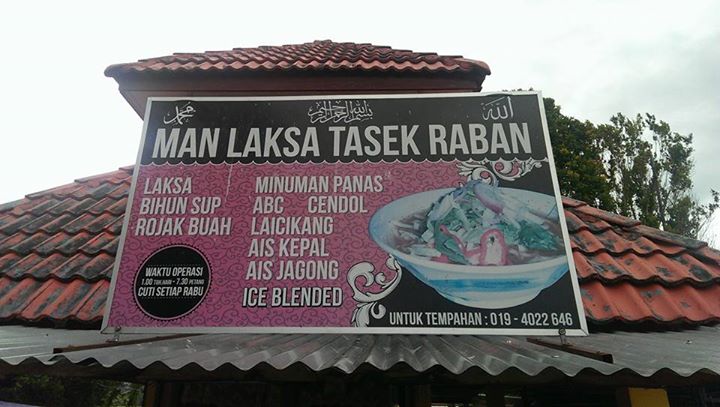 محمد
بسم الله الرحمن الرحيم
الله
MAN LAKSA TASEK RABAN
LAKSA
BIHUN SUP
ROJAK BUAH
MINUMAN PANAS
ABC CENDOL
LAICIKANG
AIS KEPAL
AIS JAGONG
ICE BLENDED
WAKTU OPERASI
1.00 T.HARI - 7.30 PETANG
CUTI SETIAP RABU
UNTUK TEMPAHAN : 019 - 4022 646